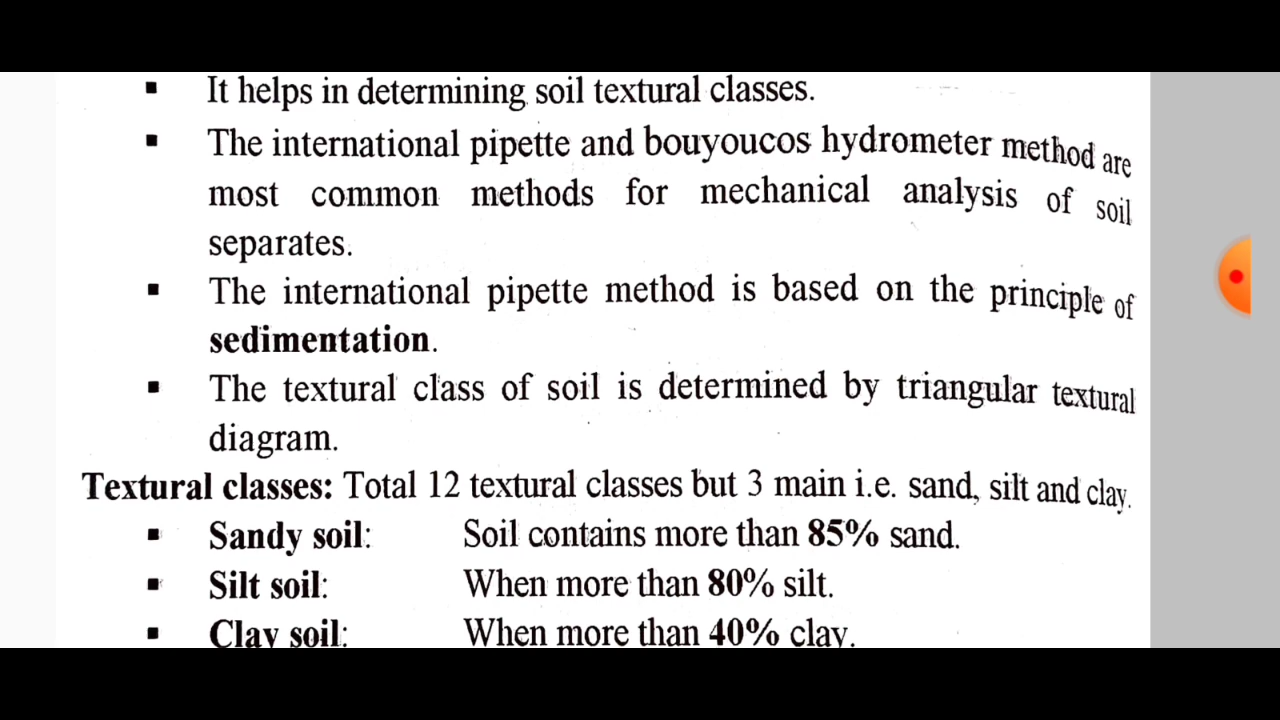 ▪ It helps in determining soil textural classes.
▪ The international pipette and bouyoucos hydrometer method are
most common methods for mechanical analysis of soil
separates.
▪ The international pipette method is based on the principle of
sedimentation.
▪ The textural class of soil is determined by triangular textural
diagram.
Textural classes: Total 12 textural classes but 3 main i.e. sand, silt and clay.
▪ Sandy soil: Soil contains more than 85% sand.
▪ Silt soil: When more than 80% silt.
▪ Clay soil: When more than 40% clay.